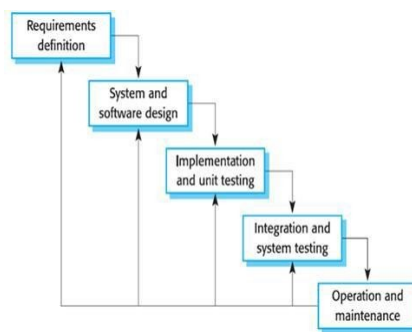 Requirements
definition
System and
software design
Implementation
and unit testing
Integration and
system testing
Operation and
maintenance